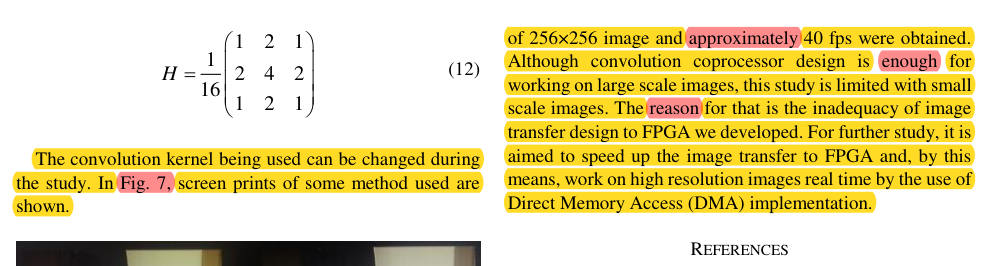 H = 1/16 ( 1 2 1
2 4 2
1 2 1 ) (12)
The convolution kernel being used can be changed during
the study. In Fig. 7, screen prints of some method used are
shown.
of 256×256 image and approximately 40 fps were obtained.
Although convolution coprocessor design is enough for
working on large scale images, this study is limited with small
scale images. The reason for that is the inadequacy of image
transfer design to FPGA we developed. For further study, it is
aimed to speed up the image transfer to FPGA and, by this
means, work on high resolution images real time by the use of
Direct Memory Access (DMA) implementation.
REFERENCES